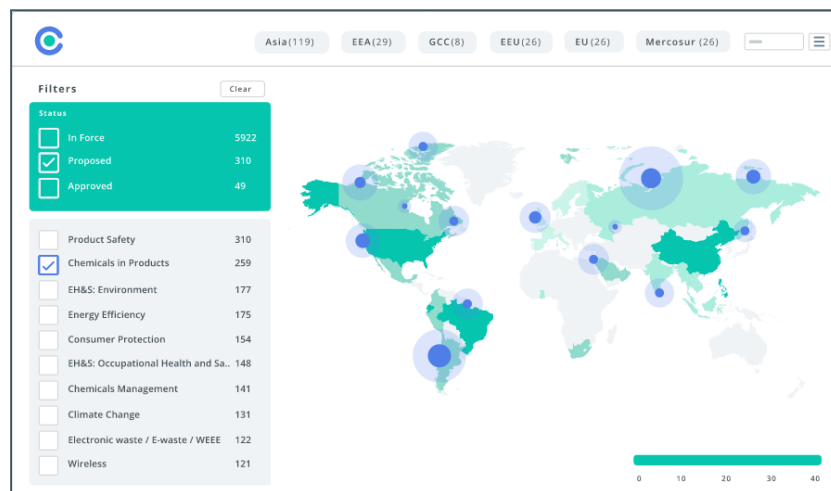 Asia(119) EEA(29) GCC(8) EEU(26) EU(26) Mercosur (26)
Filters Clear
Status
In Force 5922
Proposed 310
Approved 49
Product Safety 310
Chemicals in Products 259
EH&S: Environment 177
Energy Efficiency 175
Consumer Protection 154
EH&S: Occupational Health and Sa.. 148
Chemicals Management 141
Climate Change 131
Electronic waste / E-waste / WEEE 122
Wireless 121
0 10 20 30 40